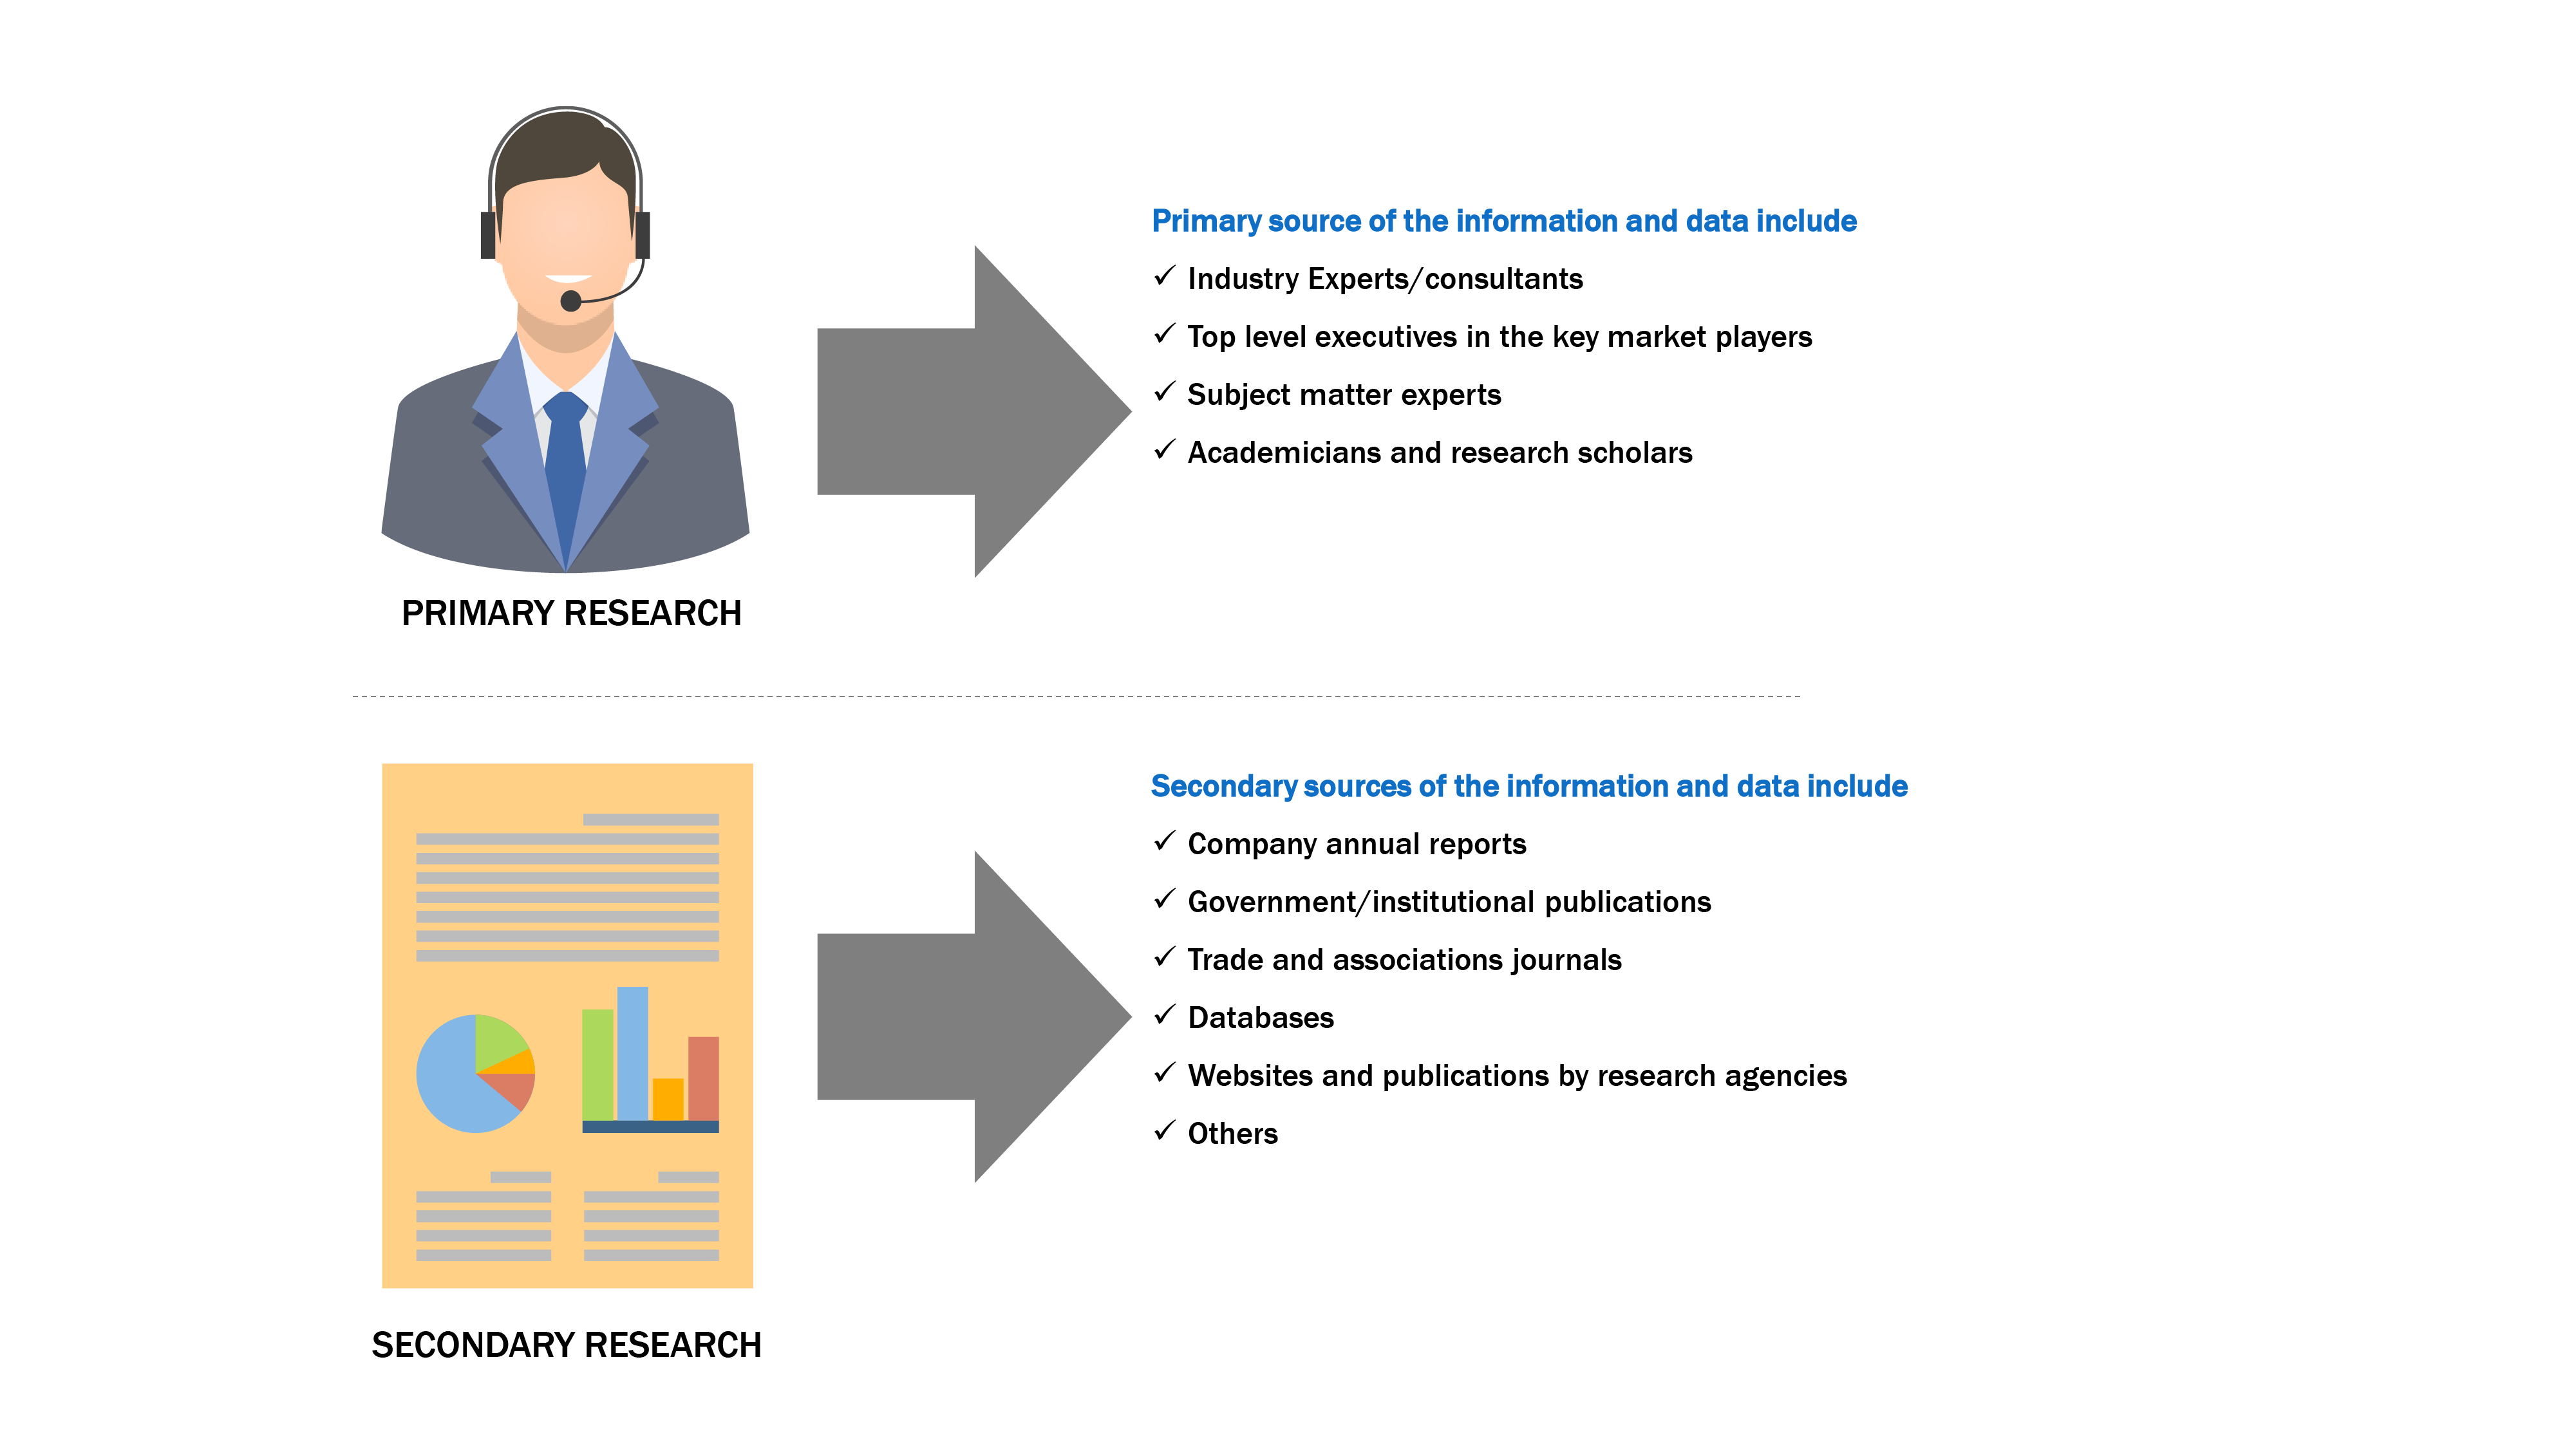 Primary source of the information and data include
✓ Industry Experts/consultants
✓ Top level executives in the key market players
✓ Subject matter experts
✓ Academicians and research scholars
PRIMARY RESEARCH
Secondary sources of the information and data include
✓ Company annual reports
✓ Government/institutional publications
✓ Trade and associations journals
✓ Databases
✓ Websites and publications by research agencies
✓ Others
SECONDARY RESEARCH